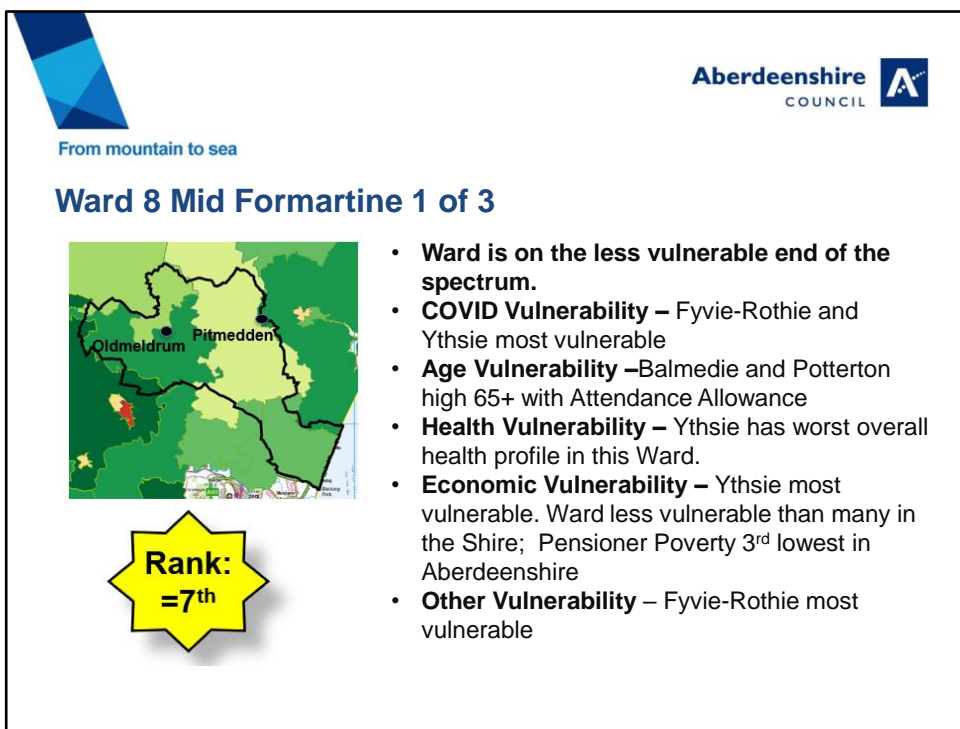 Aberdeenshire
COUNCIL
From mountain to sea
Ward 8 Mid Formartine 1 of 3
Oldmeldrum
Pitmedden
Rank:
=7th
• Ward is on the less vulnerable end of the
spectrum.
• COVID Vulnerability – Fyvie-Rothie and
Ythsie most vulnerable
• Age Vulnerability –Balmedie and Potterton
high 65+ with Attendance Allowance
• Health Vulnerability – Ythsie has worst overall
health profile in this Ward.
• Economic Vulnerability – Ythsie most
vulnerable. Ward less vulnerable than many in
the Shire;  Pensioner Poverty 3rd lowest in
Aberdeenshire
• Other Vulnerability – Fyvie-Rothie most
vulnerable